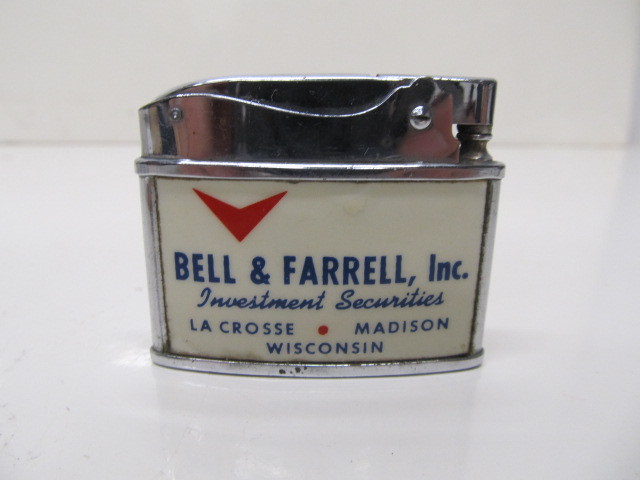 BELL & FARRELL, Inc.
Investment Securities
LA CROSSE • MADISON
WISCONSIN